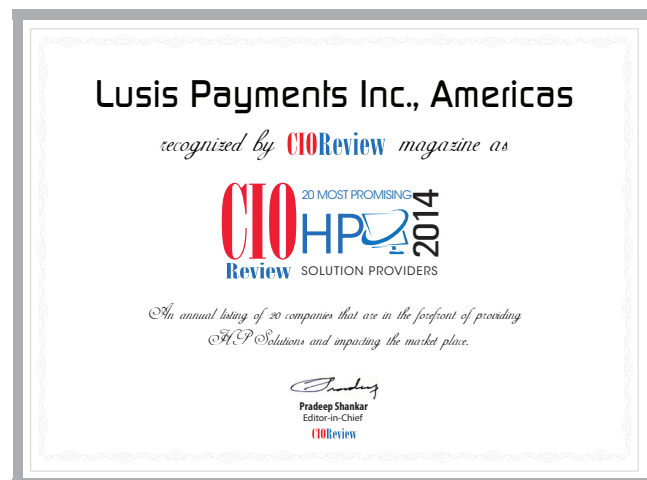 Lusis Payments Inc., Americas
recognized by CIOReview magazine as
CIO
Review
20 MOST PROMISING
HP
2014
SOLUTION PROVIDERS
An annual listing of 20 companies that are in the forefront of providing
HP Solutions and impacting the market place.
Pradeep
Pradeep Shankar
Editor-in-Chief
CIOReview